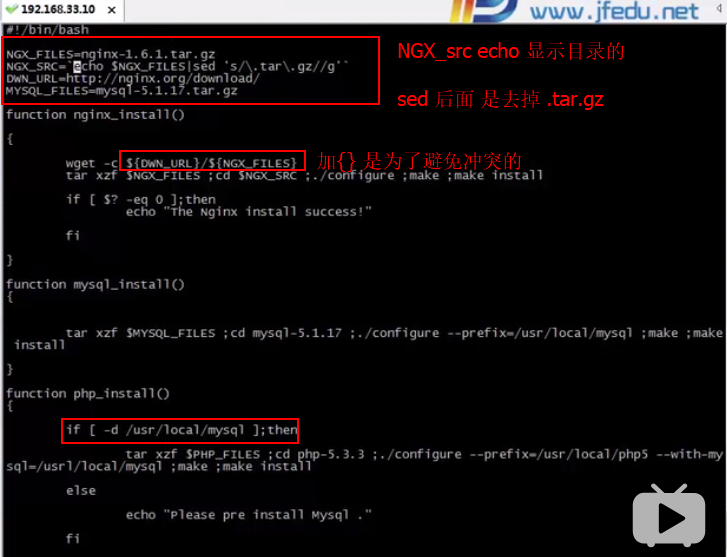 192.168.33.10
www.jfedu.net
#!/bin/bash
NGX_FILES=nginx-1.6.1.tar.gz
NGX_SRC=`echo $NGX_FILES|sed 's/\.tar\.gz//g'`
DWN_URL=http://nginx.org/download/
MYSQL_FILES=mysql-5.1.17.tar.gz
NGX_src echo 显示目录的
sed 后面 是去掉 .tar.gz
function nginx_install()
{
wget -c ${DWN_URL}/${NGX_FILES}
加{} 是为了避免冲突的
tar xzf $NGX_FILES ;cd $NGX_SRC ;./configure ;make ;make install
if [ $? -eq 0 ];then
echo "The Nginx install success!"
fi
}
function mysql_install()
{
tar xzf $MYSQL_FILES ;cd mysql-5.1.17 ;./configure --prefix=/usr/local/mysql ;make ;make
install
}
function php_install()
{
if [ -d /usr/local/mysql ];then
tar xzf $PHP_FILES ;cd php-5.3.3 ;./configure --prefix=/usr/local/php5 --with-my
sql=/usrl/local/mysql ;make ;make install
else
echo "Please pre install Mysql ."
fi